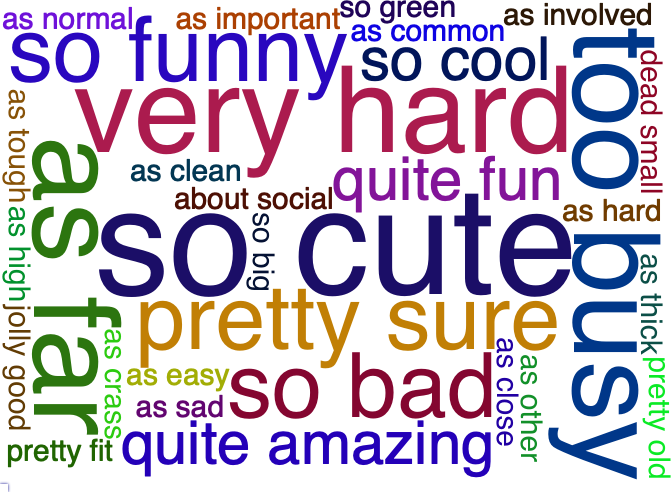 as normal
as important
so green
as involved
so funny
as common
so cool
too busy
dead small
very hard
as tough
as far
as clean
quite fun
about social
as hard
so cute
so big
as high
pretty sure
as thick
jolly good
as crass
as easy
so bad
as close
as other
pretty old
as sad
pretty fit
quite amazing